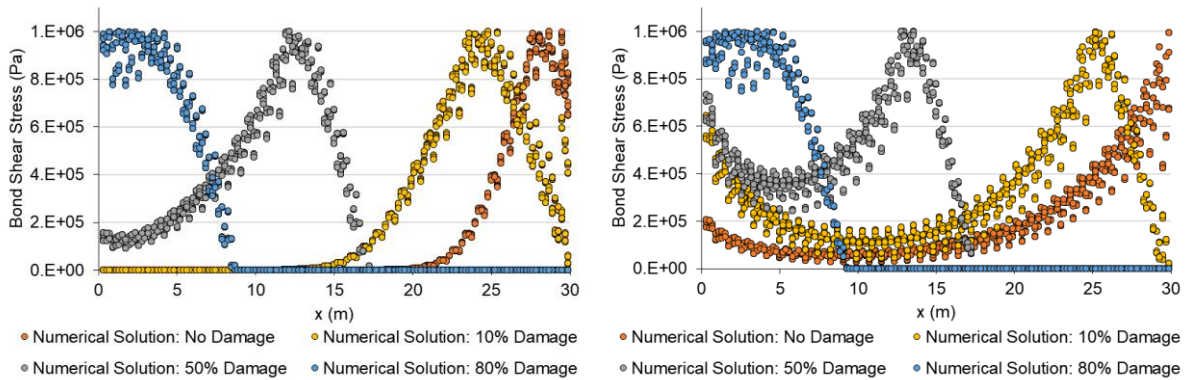 Bond Shear Stress (Pa)
1.E+06
8.E+05
6.E+05
4.E+05
2.E+05
0.E+00
0 5 10 15 20 25 30
x (m)
Numerical Solution: No Damage
Numerical Solution: 10% Damage
Numerical Solution: 50% Damage
Numerical Solution: 80% Damage
Bond Shear Stress (Pa)
1.E+06
8.E+05
6.E+05
4.E+05
2.E+05
0.E+00
0 5 10 15 20 25 30
x (m)
Numerical Solution: No Damage
Numerical Solution: 10% Damage
Numerical Solution: 50% Damage
Numerical Solution: 80% Damage